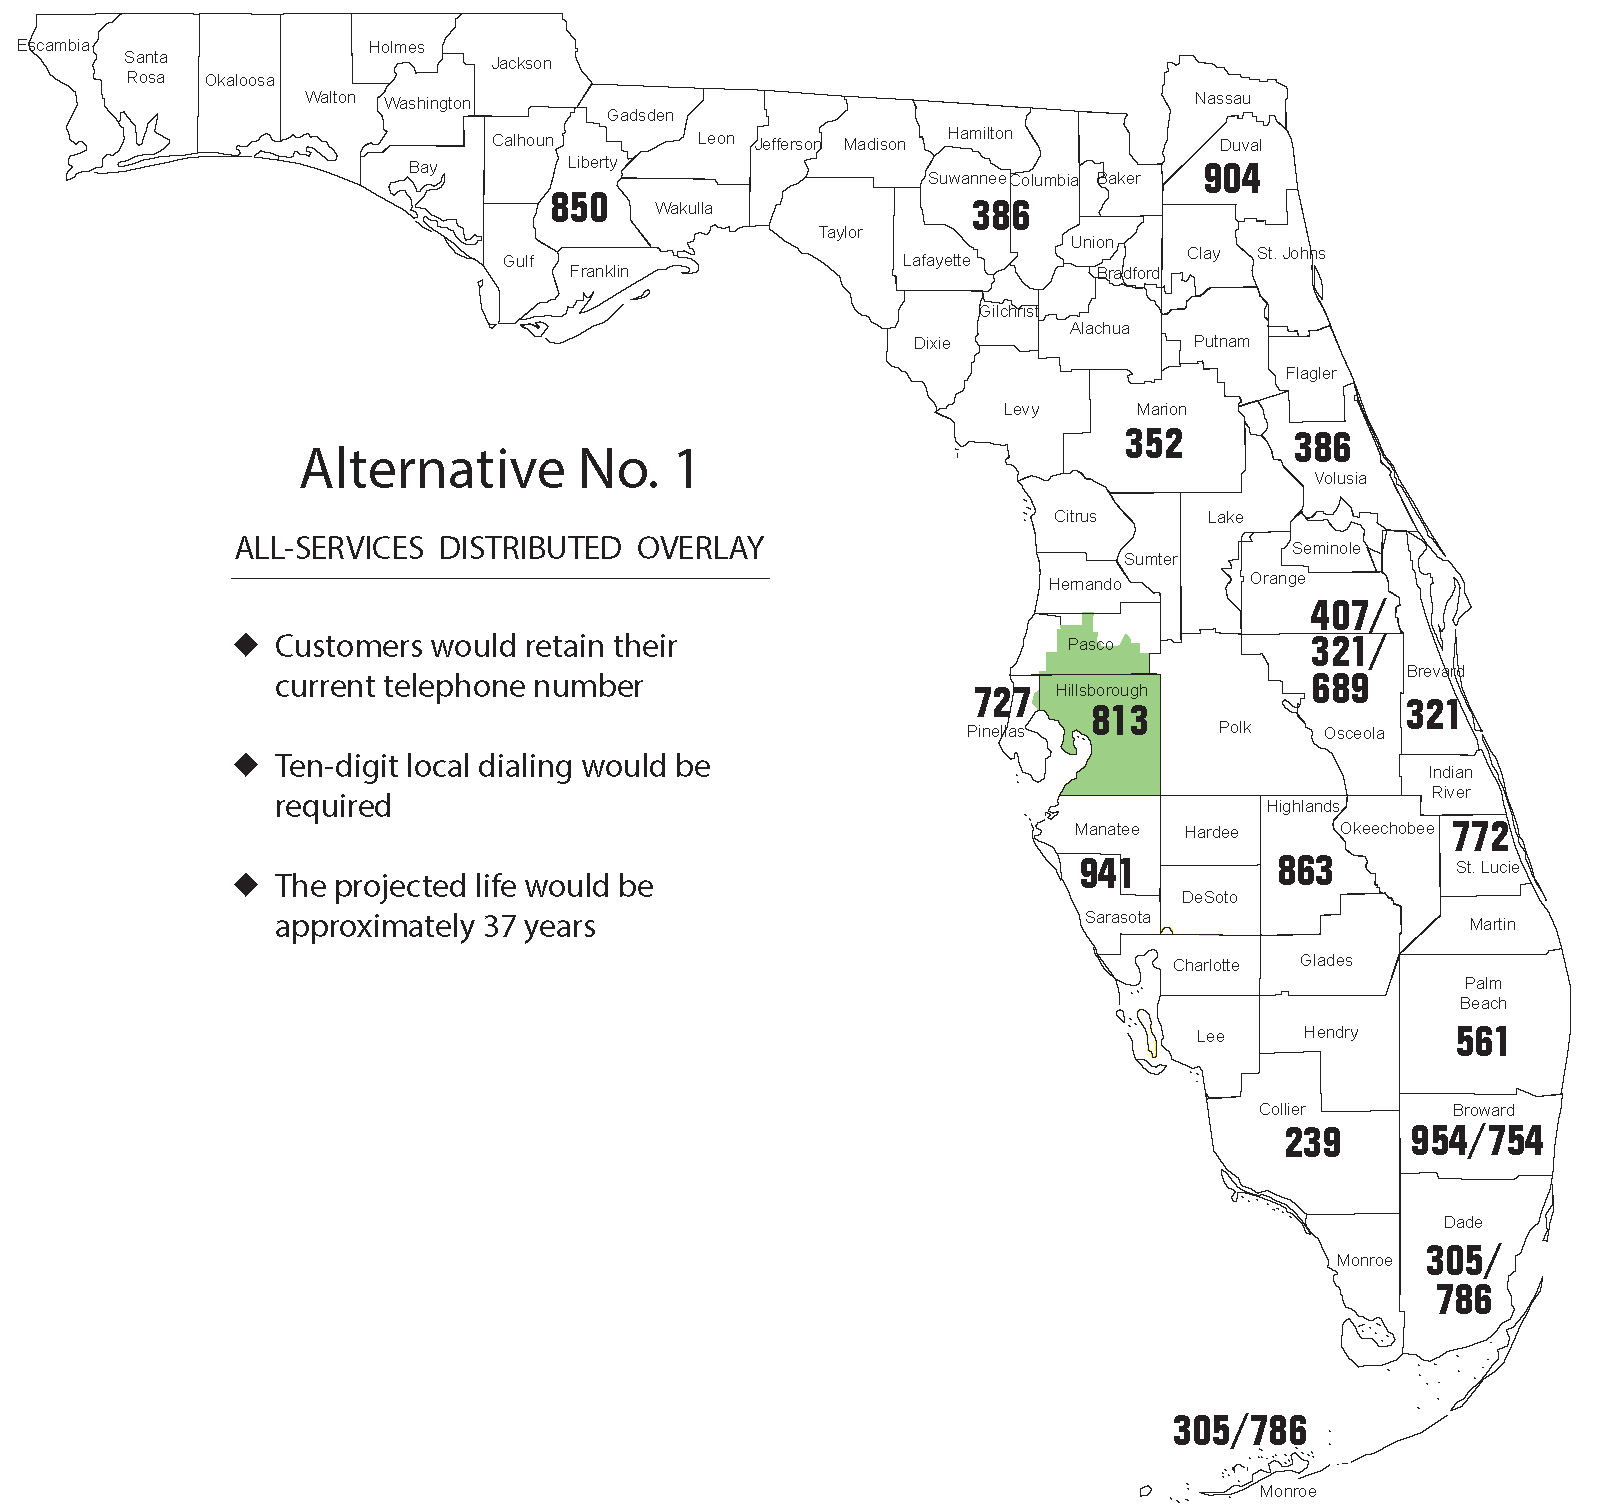 Escambia
Santa
Rosa
Okaloosa
Walton
Holmes
Washington
Jackson
Bay
Calhoun
Gulf
Liberty
850
Gadsden
Franklin
Leon
Wakulla
Jefferson
Madison
Taylor
Hamilton
Suwannee
Columbia
386
Lafayette
Dixie
Gilchrist
Baker
Union
Bradford
Alachua
Nassau
Duval
904
Clay
St. Johns
Putnam
Flagler
Levy
Marion
352
386
Volusia
Citrus
Sumter
Lake
Hernando
Seminole
Orange
407/
321/
689
Pasco
Hillsborough
813
727
Pinellas
Polk
Osceola
Brevard
321
Indian
River
Manatee
941
Sarasota
Hardee
DeSoto
Highlands
863
Okeechobee
772
St. Lucie
Martin
Charlotte
Glades
Lee
Hendry
Palm
Beach
561
Collier
239
Broward
954/754
Monroe
Dade
305/
786
305/786
Monroe
Alternative No. 1
ALL-SERVICES DISTRIBUTED OVERLAY
◆ Customers would retain their
current telephone number
◆ Ten-digit local dialing would be
required
◆ The projected life would be
approximately 37 years